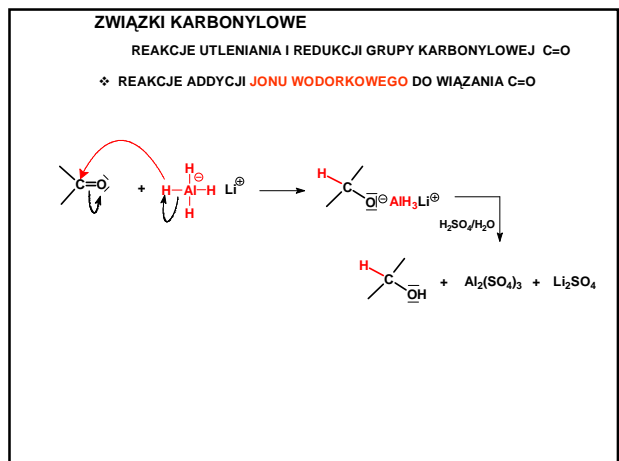 ZWIĄZKI KARBONYLOWE
REAKCJE UTLENIANIA I REDUKCJI GRUPY KARBONYLOWEJ C=O
❖ REAKCJE ADDYCJI JONU WODORKOWEGO DO WIĄZANIA C=O
H
C=O + H–Al–H ⊖ Li⊕
H
H
C
O ⊖ AlH₃Li⊕
H₂SO₄/H₂O
H
C
OH + Al₂(SO₄)₃ + Li₂SO₄